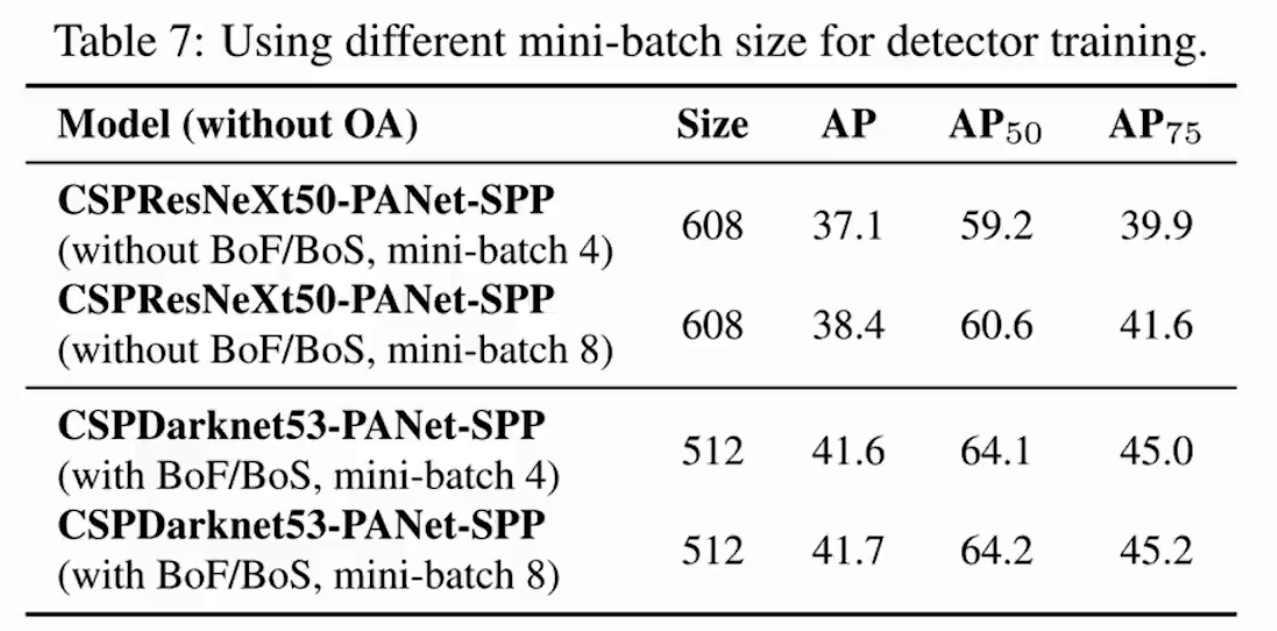 Table 7: Using different mini-batch size for detector training.
Model (without OA) Size AP AP50 AP75
CSPResNeXt50-PANet-SPP
(without BoF/BoS, mini-batch 4) 608 37.1 59.2 39.9
CSPResNeXt50-PANet-SPP
(without BoF/BoS, mini-batch 8) 608 38.4 60.6 41.6
CSPDarknet53-PANet-SPP
(with BoF/BoS, mini-batch 4) 512 41.6 64.1 45.0
CSPDarknet53-PANet-SPP
(with BoF/BoS, mini-batch 8) 512 41.7 64.2 45.2